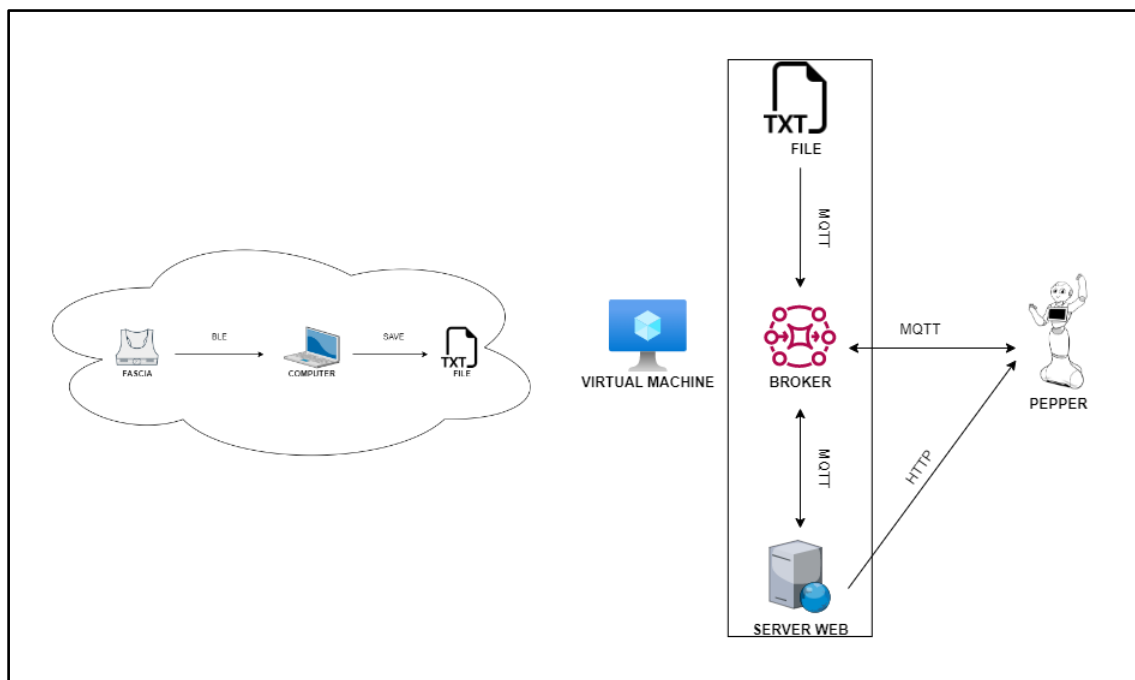 TXT
FILE
MQTT
BLE
SAVE
FASCIA
COMPUTER
TXT
FILE
VIRTUAL MACHINE
BROKER
MQTT
PEPPER
MQTT
HTTP
SERVER WEB